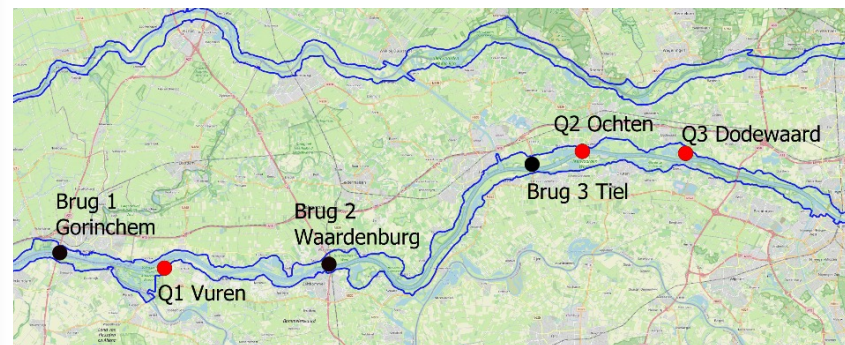 Q2 Ochten
Q3 Dodewaard
Brug 3 Tiel
Brug 1
Gorinchem
Brug 2
Waardenburg
Q1 Vuren